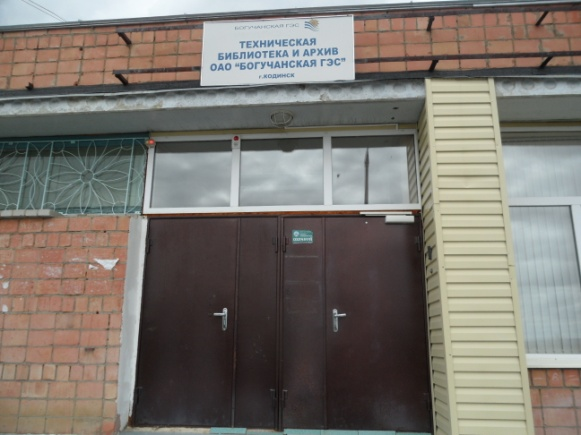 БОГУЧАНСКАЯ ГЭС
ТЕХНИЧЕСКАЯ
БИБЛИОТЕКА И АРХИВ
ОАО "БОГУЧАНСКАЯ ГЭС"
г.КОДИНСК